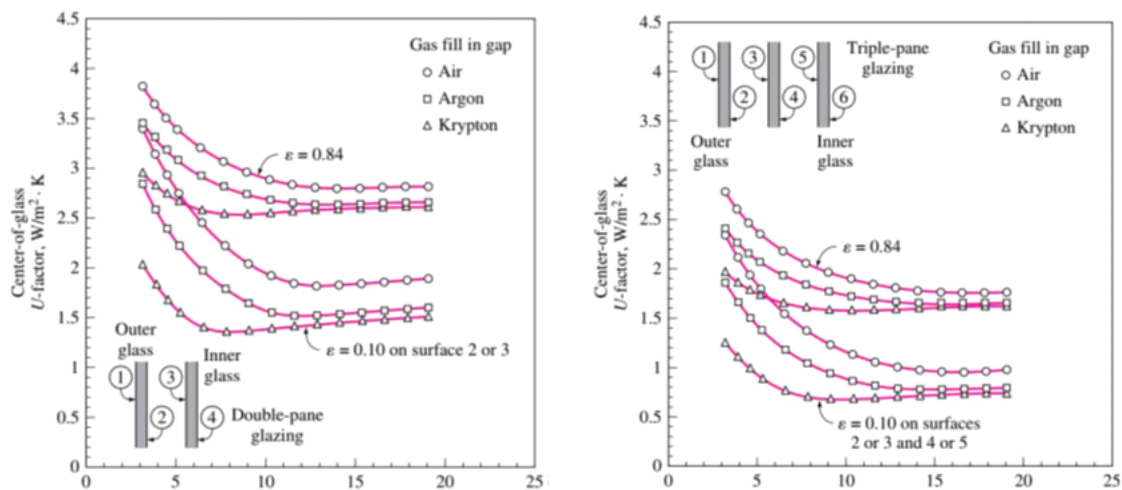 4.5
4
3.5
3
2.5
2
1.5
1
0.5
0
0
5
10
15
20
25
Center-of-glass
U-factor, W/m² · K
Gas fill in gap
Air
Argon
Krypton
ε = 0.84
ε = 0.10 on surface 2 or 3
Outer
glass
Inner
glass
1
3
2
4
Double-pane
glazing
4.5
4
3.5
3
2.5
2
1.5
1
0.5
0
0
5
10
15
20
25
Center-of-glass
U-factor, W/m² · K
1
3
5
2
4
6
Outer
glass
Inner
glass
Triple-pane
glazing
Gas fill in gap
Air
Argon
Krypton
ε = 0.84
ε = 0.10 on surfaces
2 or 3 and 4 or 5